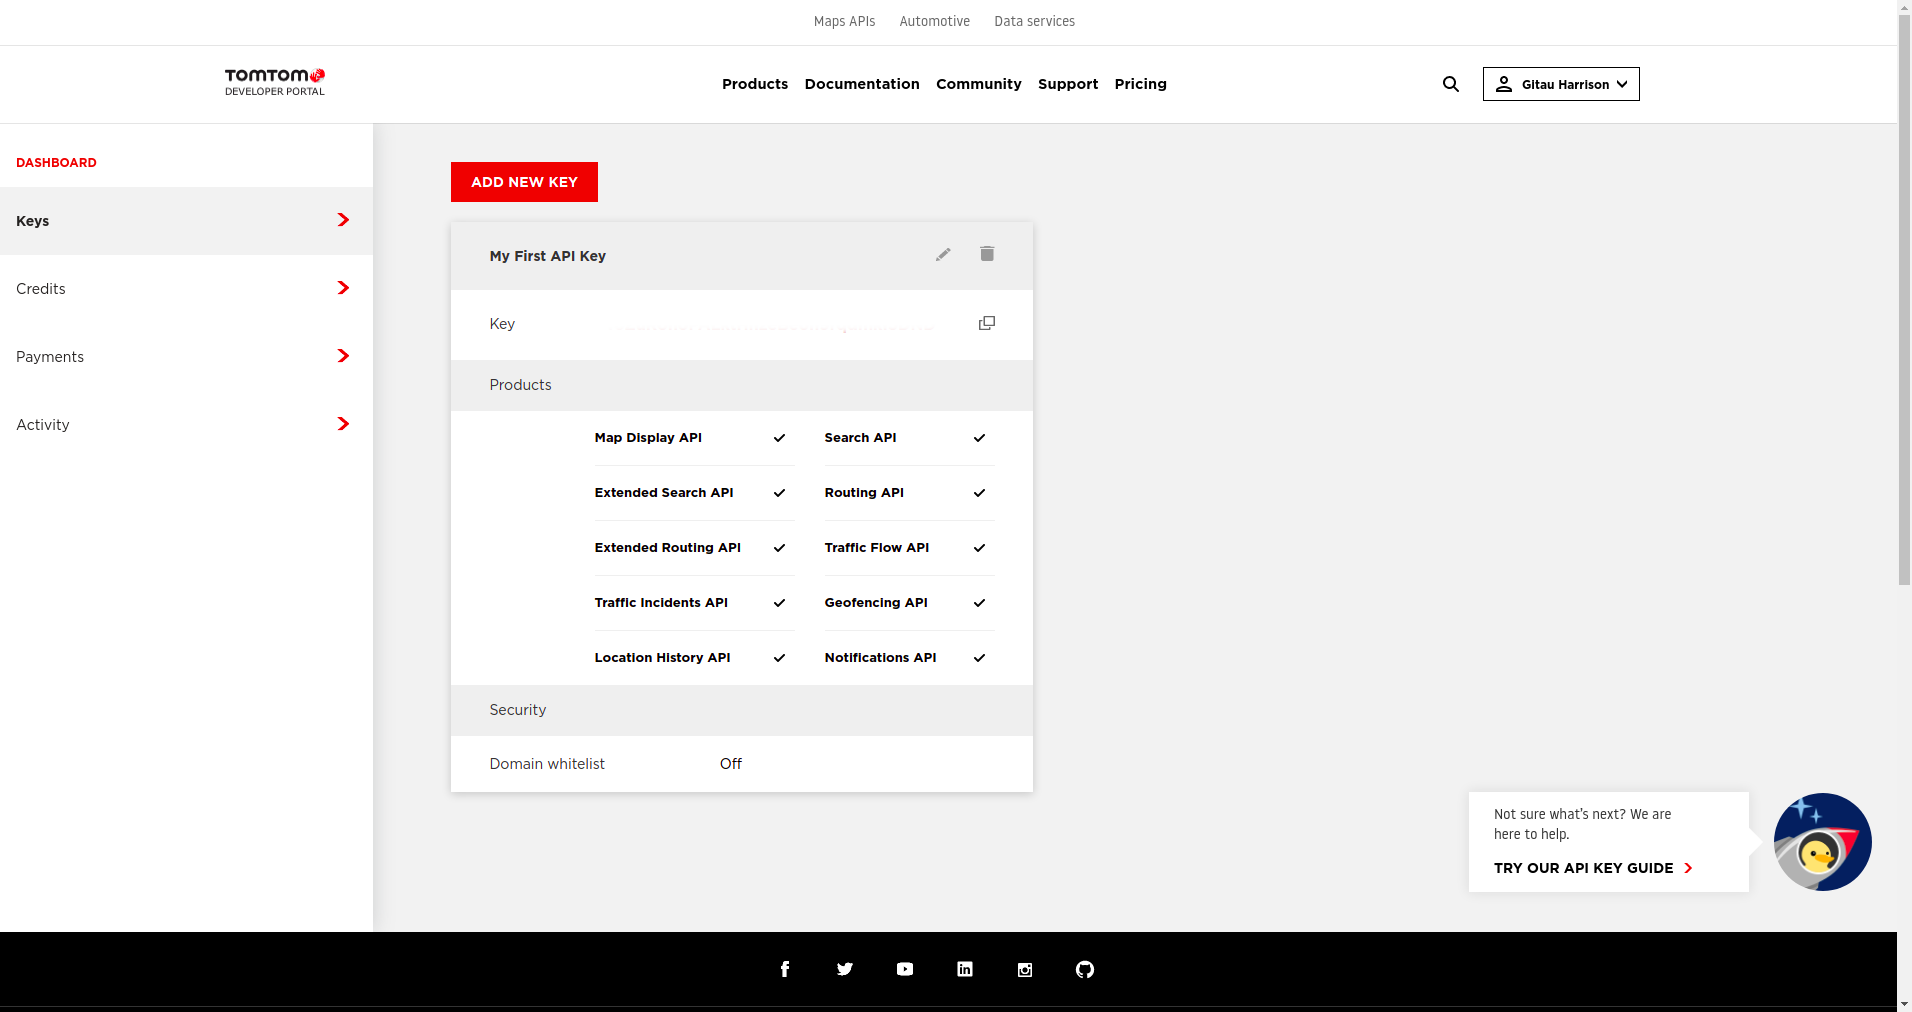 Maps APIs Automotive Data services
TOMTOM
DEVELOPER PORTAL
Products Documentation Community Support Pricing
Gitau Harrison
DASHBOARD
Keys
Credits
Payments
Activity
ADD NEW KEY
My First API Key
Key
Products
Map Display API Search API
Extended Search API Routing API
Extended Routing API Traffic Flow API
Traffic Incidents API Geofencing API
Location History API Notifications API
Security
Domain whitelist Off
Not sure what's next? We are
here to help.
TRY OUR API KEY GUIDE